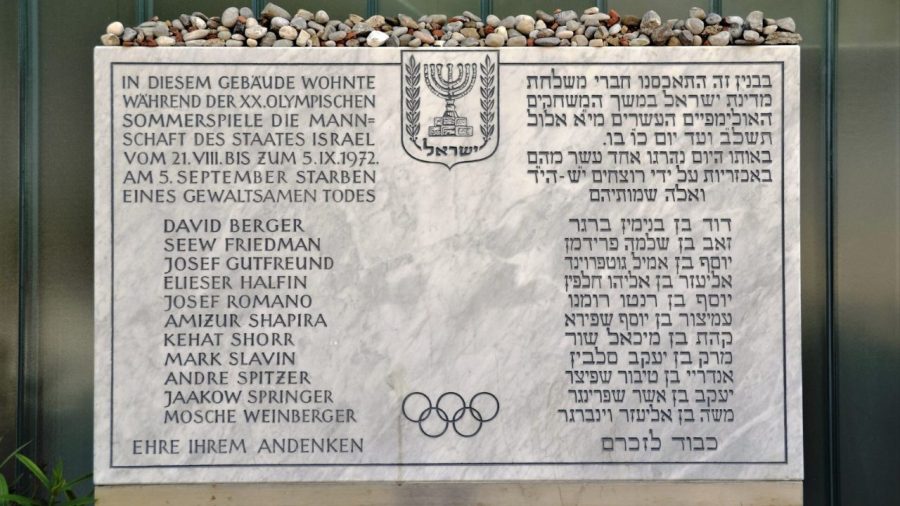 IN DIESEM GEBÄUDE WOHNTE
WÄHREND DER XX. OLYMPISCHEN
SOMMERSPIELE DIE MANN=
SCHAFT DES STAATES ISRAEL
VOM 21. VIII. BIS ZUM 5. IX. 1972.
AM 5. SEPTEMBER STARBEN
EINES GEWALTSAMEN TODES
DAVID BERGER
SEEW FRIEDMAN
JOSEF GUTFREUND
ELIESER HALFIN
JOSEF ROMANO
AMIZUR SHAPIRA
KEHAT SHORR
MARK SLAVIN
ANDRE SPITZER
JAAKOW SPRINGER
MOSCHE WEINBERGER
EHRE IHREM ANDENKEN
ישראל
בבנין זה התאכסנו חברי משלחת
מדינת ישראל במשך המשחקים
האולימפיים העשרים מי״א אלול
תשל״ב ועד יום כ׳ו בו.
באותו היום נהרגו אחד עשר מהם
באכזריות על ידי רוצחים יש-הי״ד
ואלה שמותיהם
דוד בן בנימין ברגר
זאב בן שלמה פרידמן
יוסף בן אמיל גוטפרוינד
אליעזר בן אליהו חלפין
יוסף בן רנטו רומנו
עמיצור בן יוסף שפירא
קהת בן מיכאל שור
מרק בן יעקב סלבין
אנדריי בן טיבור שפיצר
יעקב בן אשר שפרינגר
משה בן אליעזר וינברגר
כבוד לזכרם